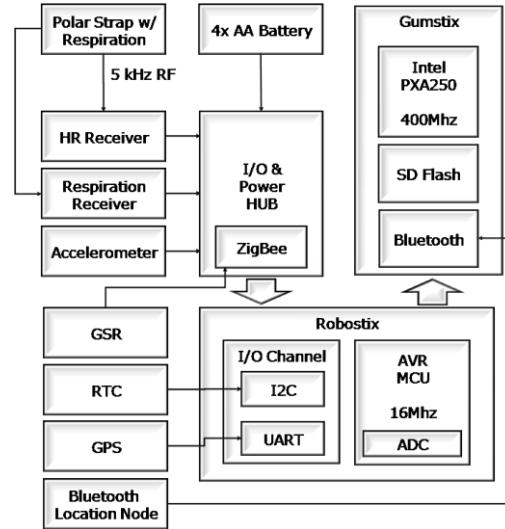 Polar Strap w/
Respiration
4x AA Battery
Gumstix
5 kHz RF
Intel
PXA250
400Mhz
HR Receiver
Respiration
Receiver
I/O &
Power
HUB
SD Flash
Accelerometer
ZigBee
Bluetooth
GSR
Robostix
I/O Channel
AVR
MCU
RTC
I2C
16Mhz
GPS
UART
ADC
Bluetooth
Location Node